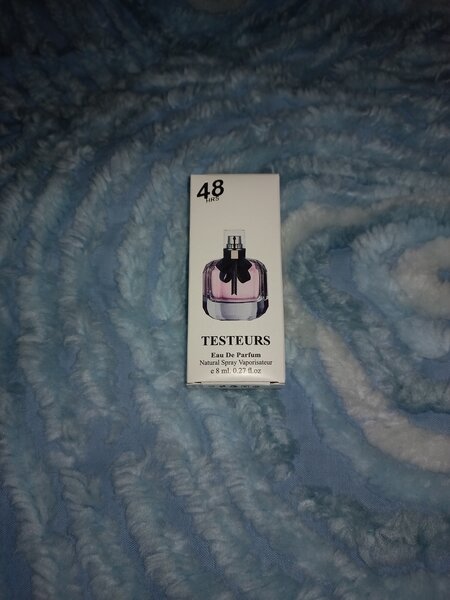 48
HRS
TESTEURS
Eau De Parfum
Natural Spray Vaporisateur
e 8 ml. 0.27 fl.oz